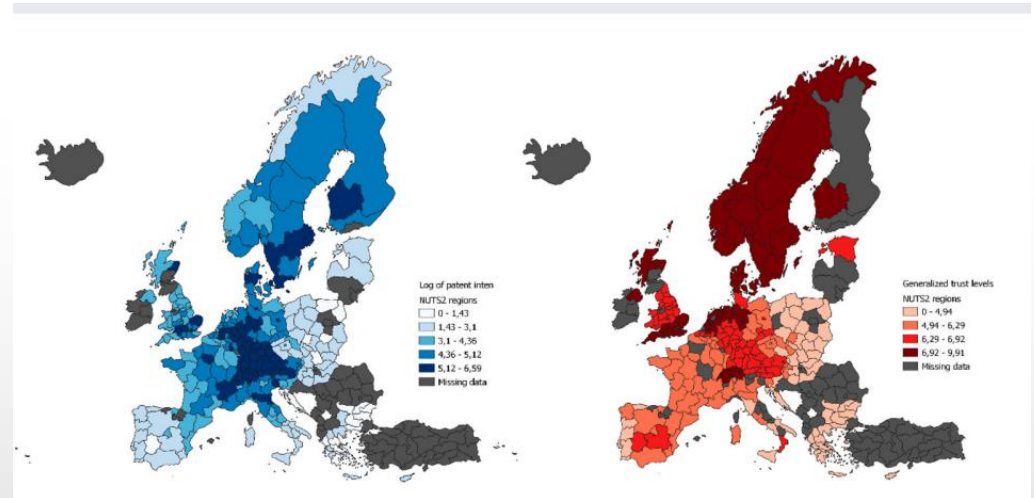 Log of patent inten
NUTS2 regions
0 - 1,43
1,43 - 3,1
3,1 - 4,36
4,36 - 5,12
5,12 - 6,59
Missing data
Generalized trust levels
NUTS2 regions
0 - 4,94
4,94 - 6,29
6,29 - 6,92
6,92 - 9,91
Missing data